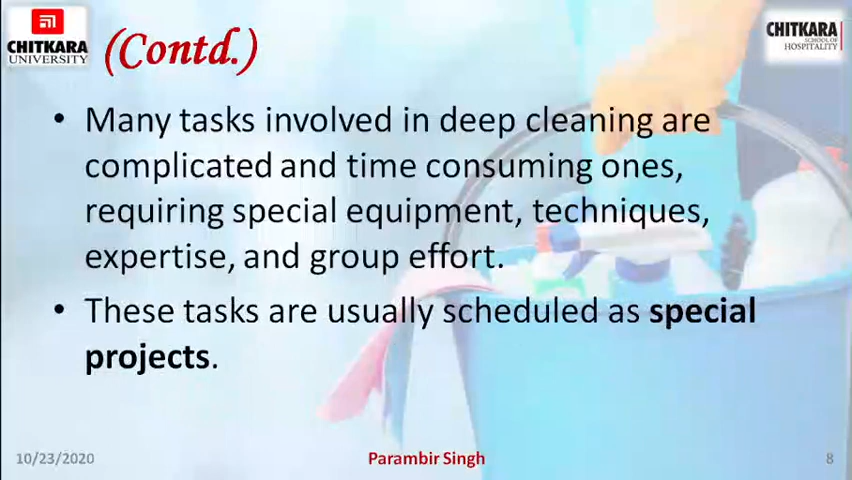 CHITKARA
UNIVERSITY
(Contd.)
CHITKARA
SCHOOL OF
HOSPITALITY
• Many tasks involved in deep cleaning are
complicated and time consuming ones,
requiring special equipment, techniques,
expertise, and group effort.
• These tasks are usually scheduled as special
projects.
10/23/2020
Parambir Singh
8